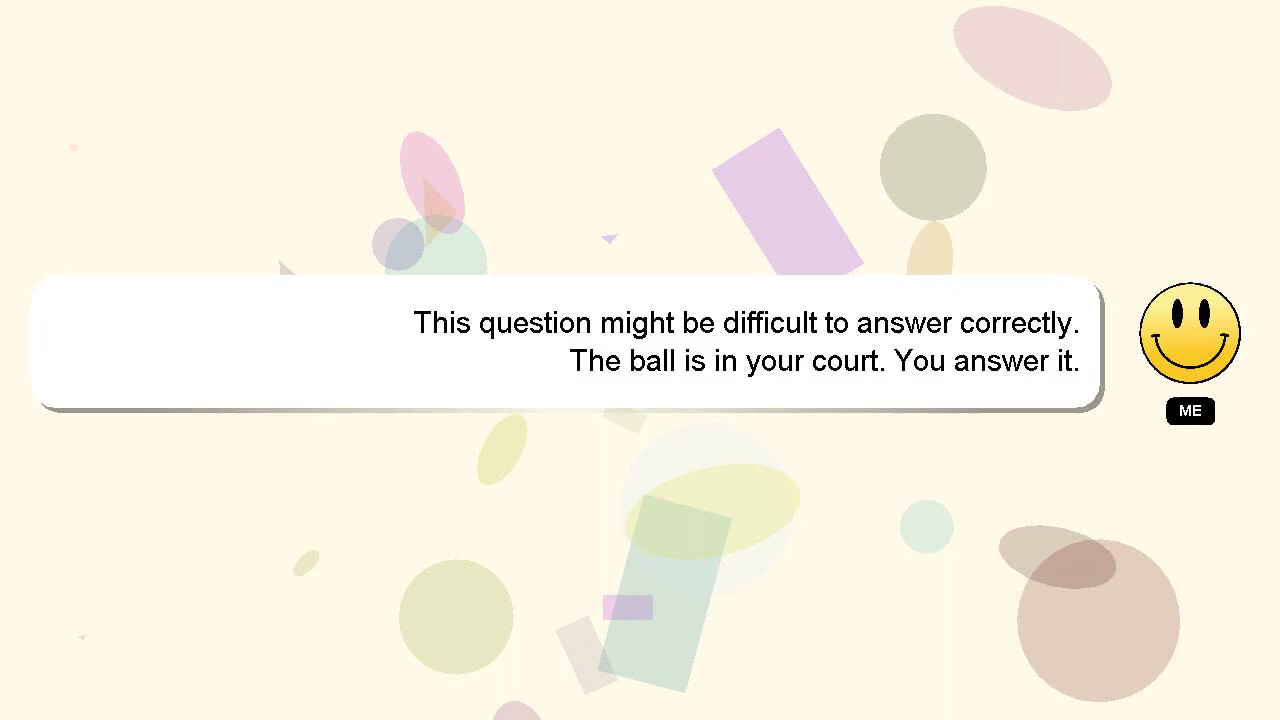 This question might be difficult to answer correctly.
The ball is in your court. You answer it.
ME